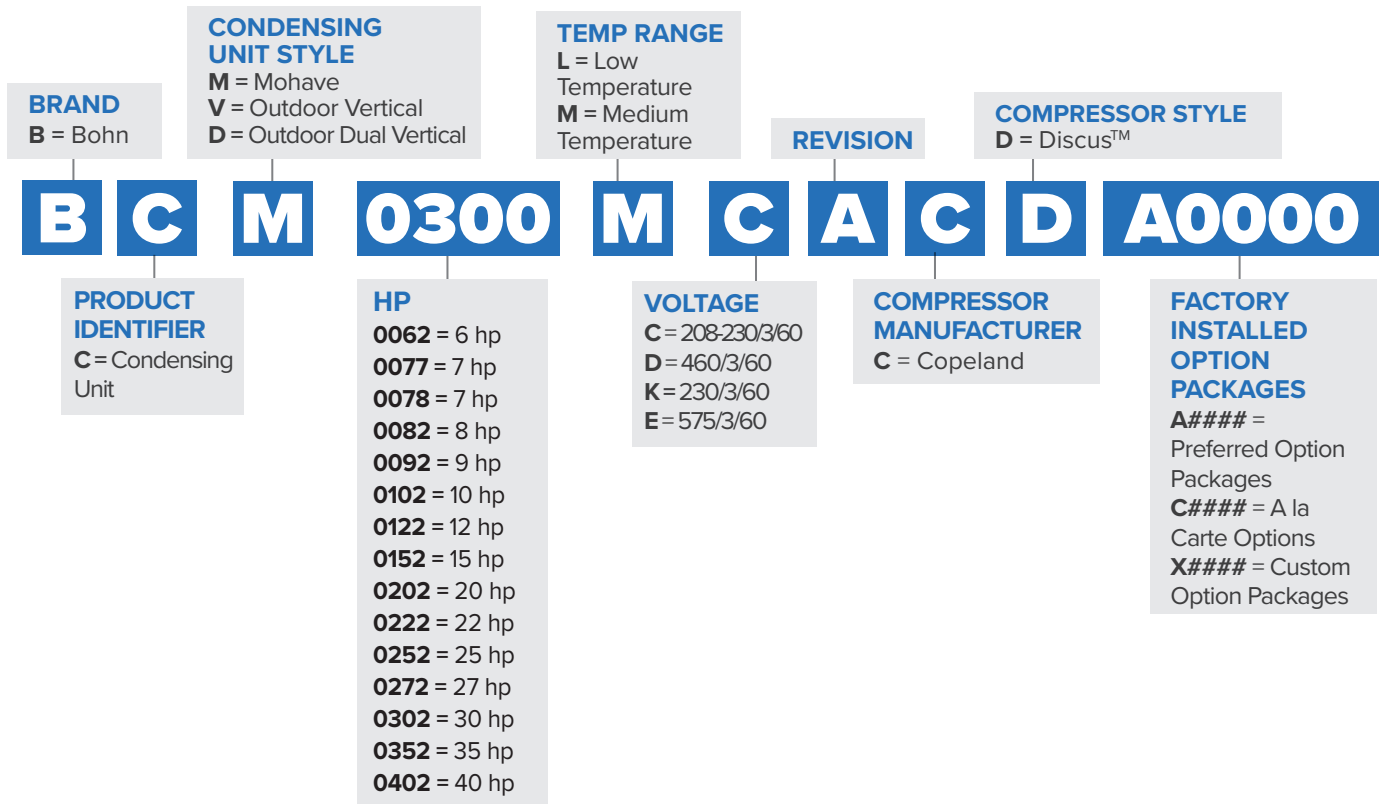 CONDENSING
UNIT STYLE
M = Mohave
V = Outdoor Vertical
D = Outdoor Dual Vertical
TEMP RANGE
L = Low
Temperature
M = Medium
Temperature
BRAND
B = Bohn
REVISION
COMPRESSOR STYLE
D = Discus™
B C M 0300 M C A C D A0000
PRODUCT
IDENTIFIER
C = Condensing
Unit
HP
0062 = 6 hp
0077 = 7 hp
0078 = 7 hp
0082 = 8 hp
0092 = 9 hp
0102 = 10 hp
0122 = 12 hp
0152 = 15 hp
0202 = 20 hp
0222 = 22 hp
0252 = 25 hp
0272 = 27 hp
0302 = 30 hp
0352 = 35 hp
0402 = 40 hp
VOLTAGE
C = 208-230/3/60
D = 460/3/60
K = 230/3/60
E = 575/3/60
COMPRESSOR
MANUFACTURER
C = Copeland
FACTORY
INSTALLED
OPTION
PACKAGES
A#### =
Preferred Option
Packages
C#### = A la
Carte Options
X#### = Custom
Option Packages